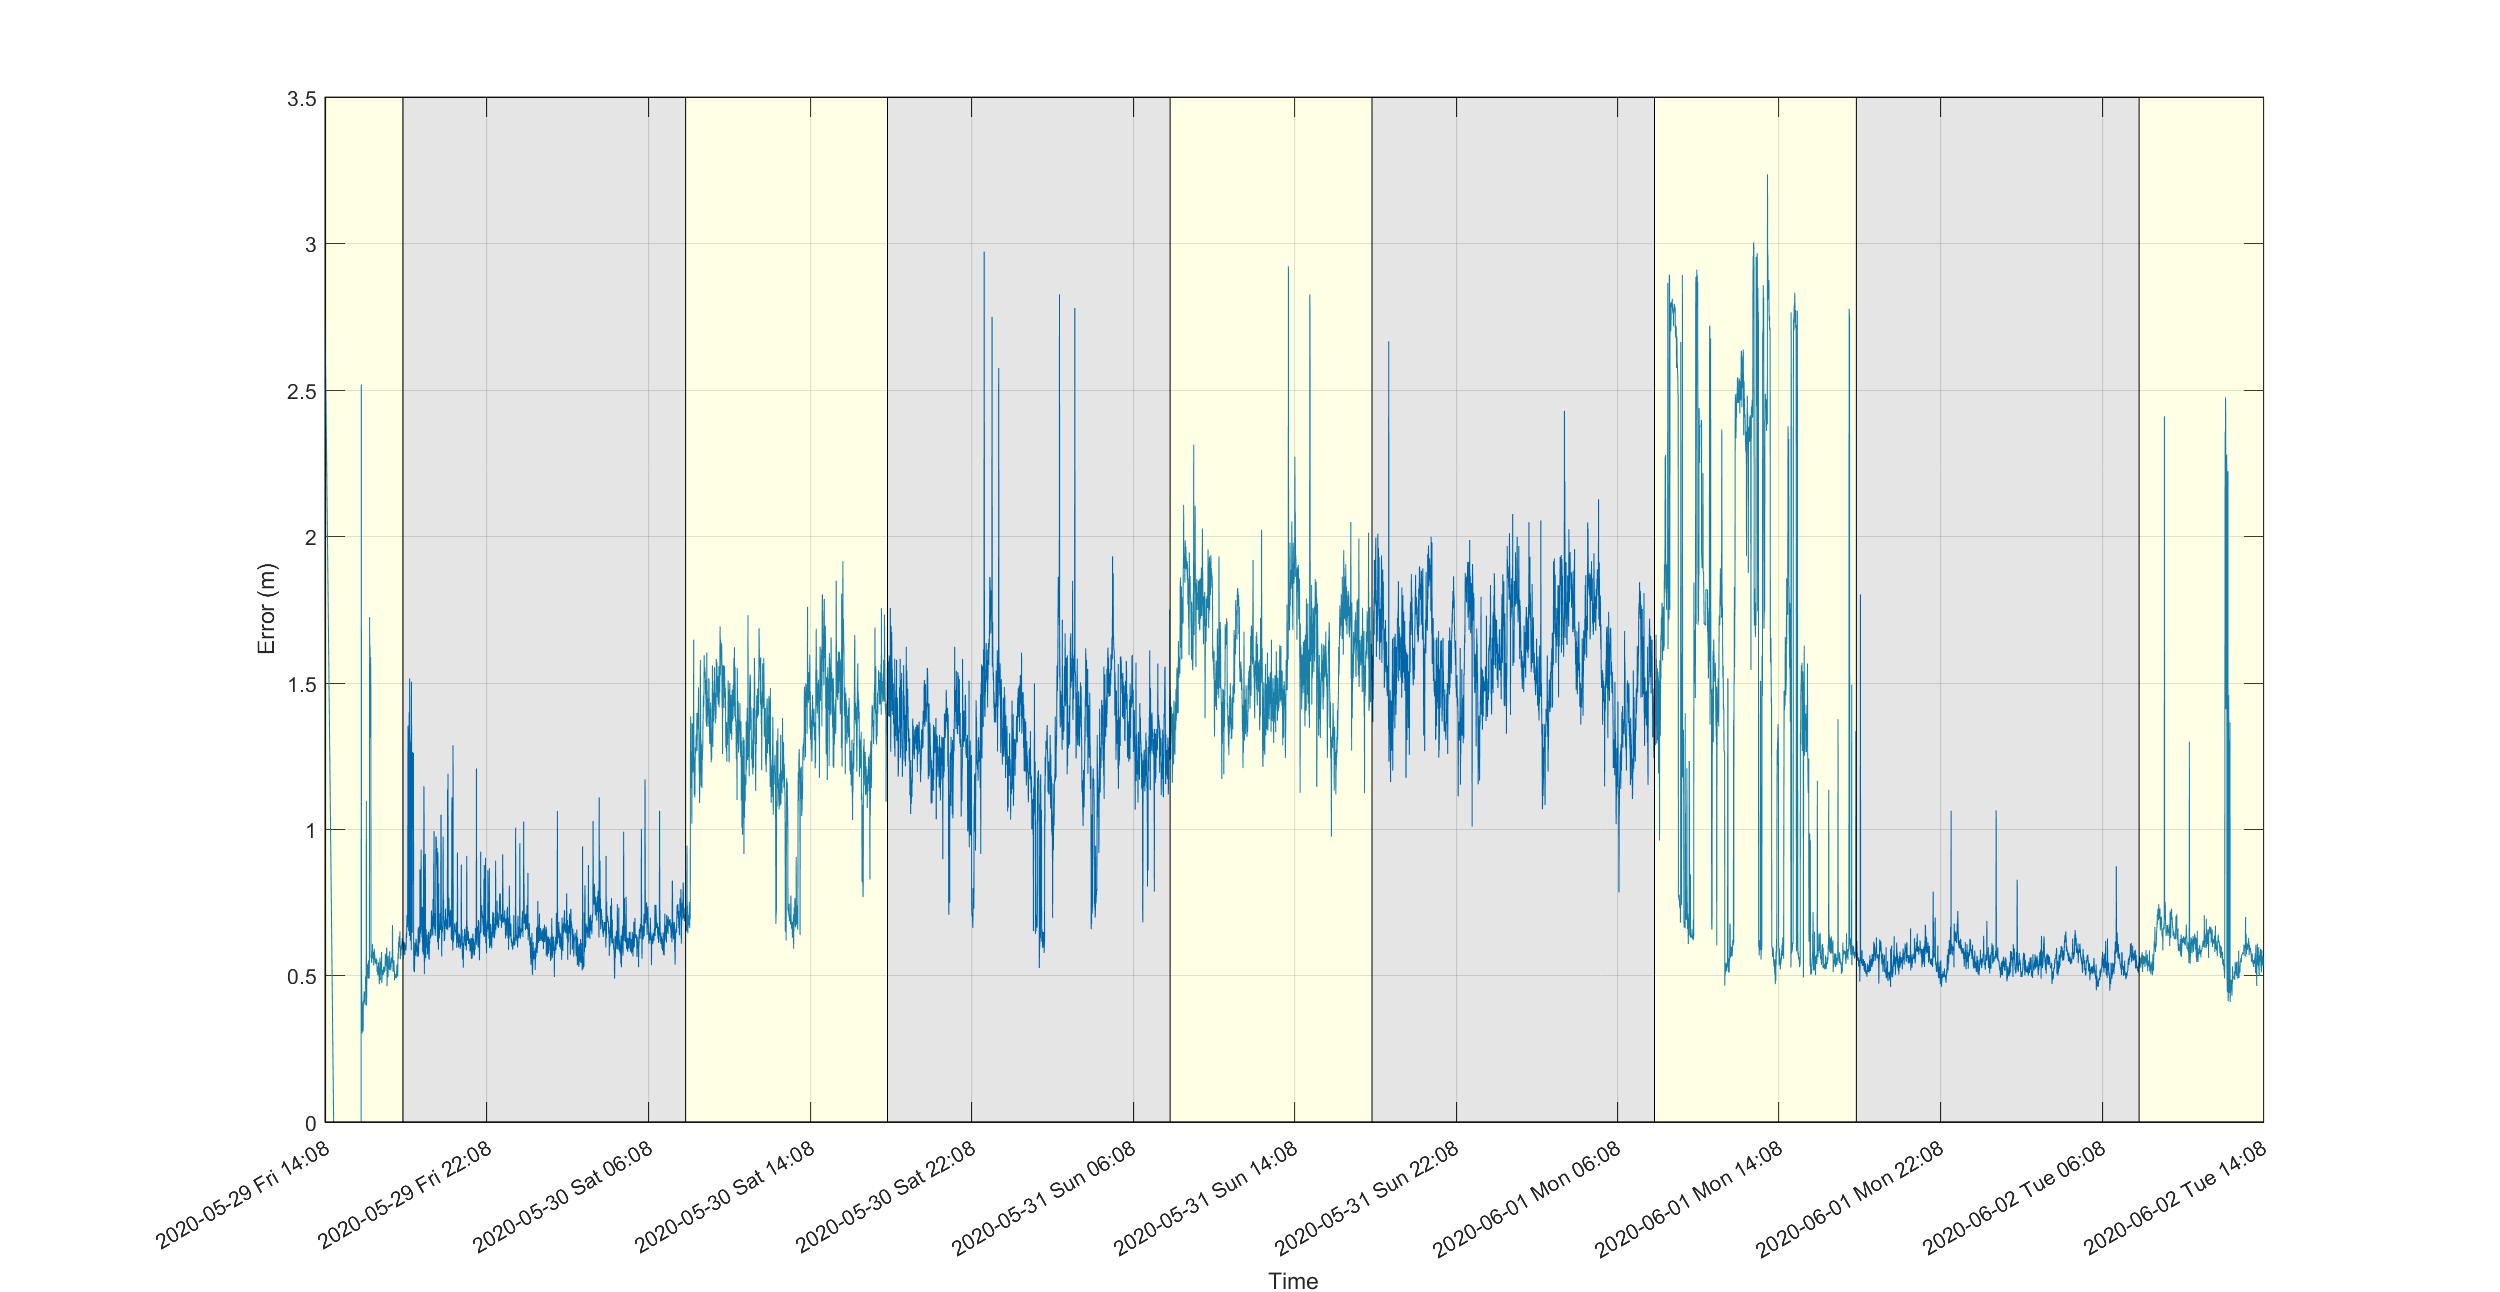 3.5
3
2.5
2
1.5
1
0.5
0
Error (m)
2020-05-29 Fri 14:08
2020-05-29 Fri 22:08
2020-05-30 Sat 06:08
2020-05-30 Sat 14:08
2020-05-30 Sat 22:08
2020-05-31 Sun 06:08
2020-05-31 Sun 14:08
2020-05-31 Sun 22:08
2020-06-01 Mon 06:08
2020-06-01 Mon 14:08
2020-06-01 Mon 22:08
2020-06-02 Tue 06:08
2020-06-02 Tue 14:08
Time